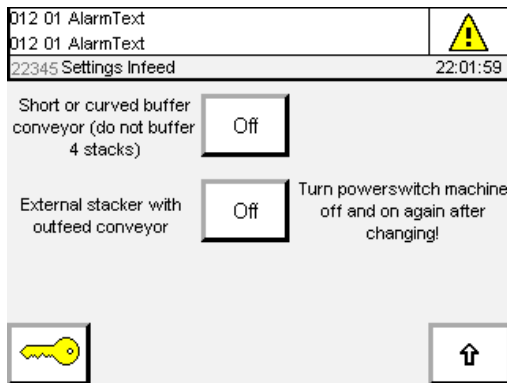 012 01 AlarmText
012 01 AlarmText
22345 Settings Infeed 22:01:59
Short or curved buffer
conveyor (do not buffer
4 stacks)
Off
External stacker with
outfeed conveyor
Off
Turn powerswitch machine
off and on again after
changing!